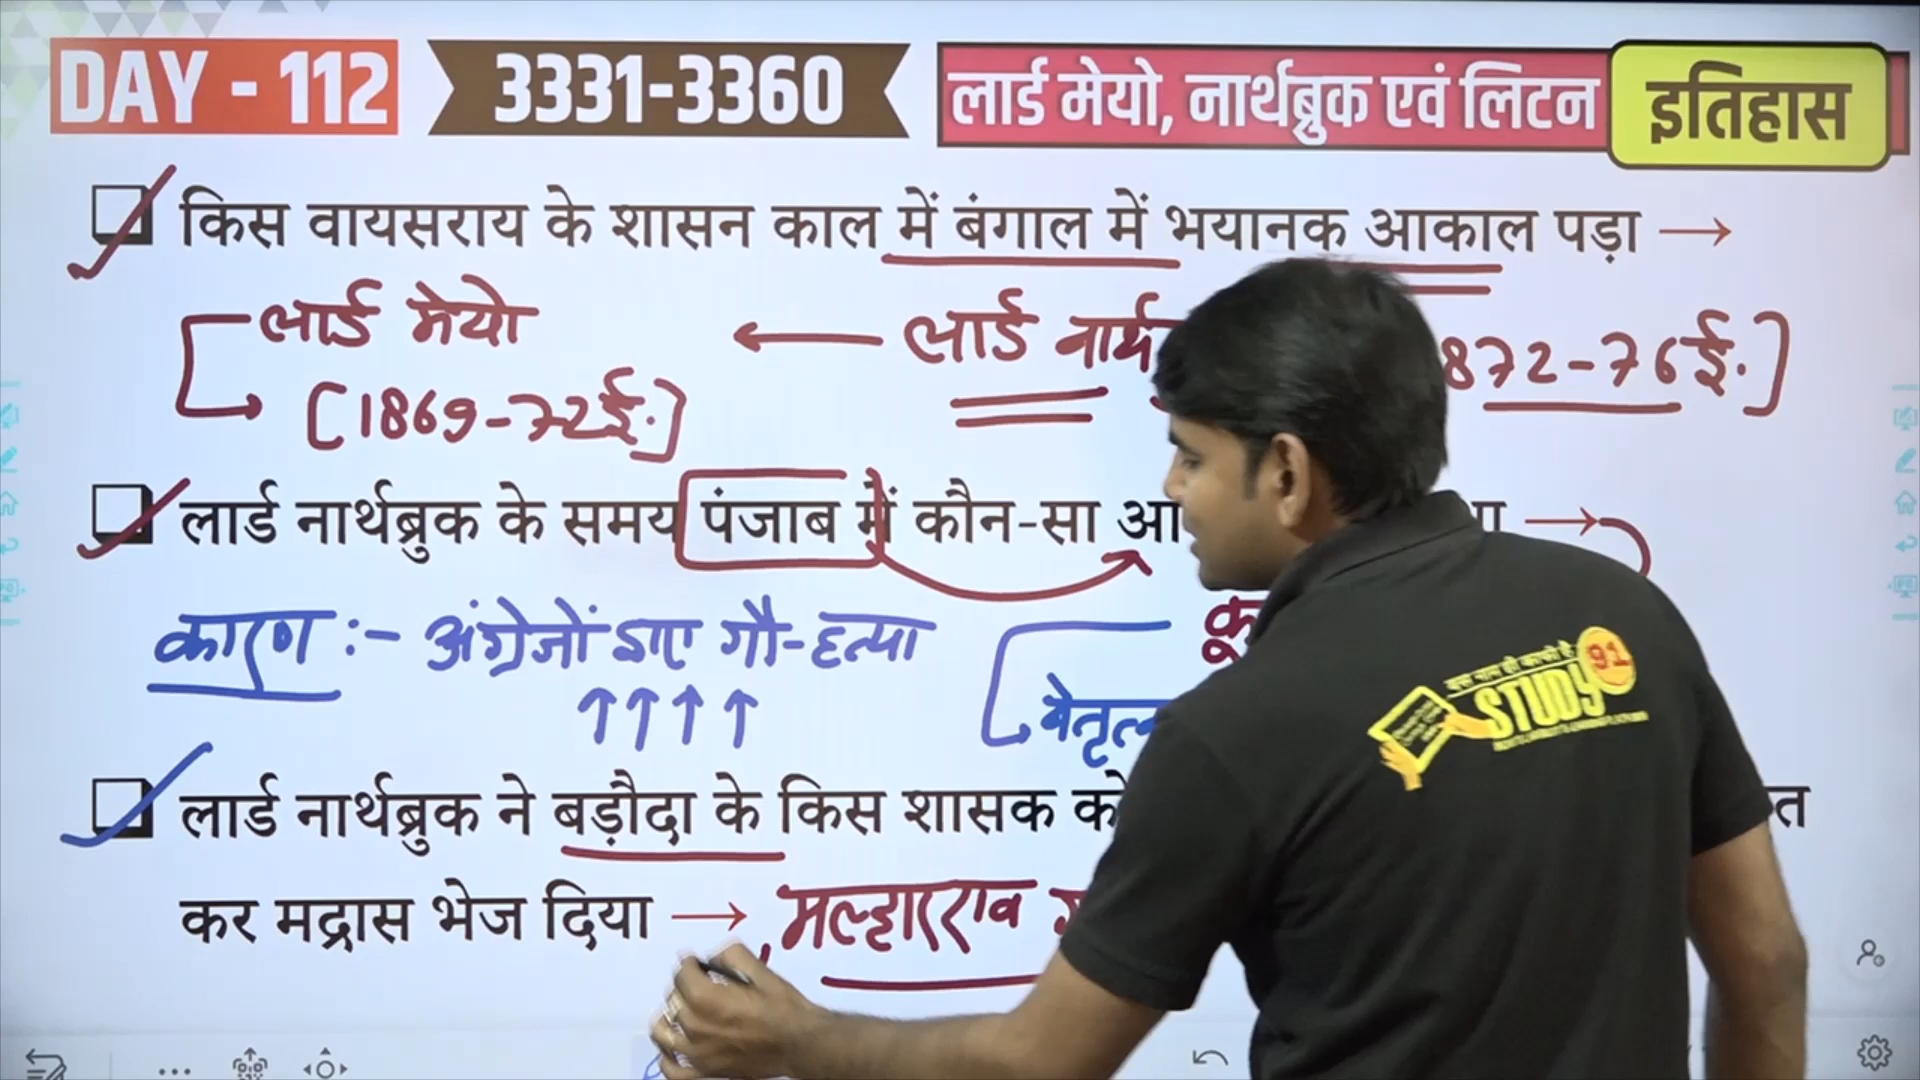 DAY - 112 3331-3360 लार्ड मेयो, नार्थब्रुक एवं लिटन इतिहास
किस वायसराय के शासन काल में बंगाल में भयानक आकाल पड़ा →
लार्ड मेयो ← लार्ड नार्थ 872-76ई.]
[1869-72ई.]
लार्ड नार्थब्रुक के समय पंजाब में कौन-सा आ →
कारण :- अंग्रेजों द्वारा गौ-हत्या कू
↑↑↑↑ नेतृत्व
लार्ड नार्थब्रुक ने बड़ौदा के किस शासक को त
कर मद्रास भेज दिया → मल्हारराव ग
STUDY 91